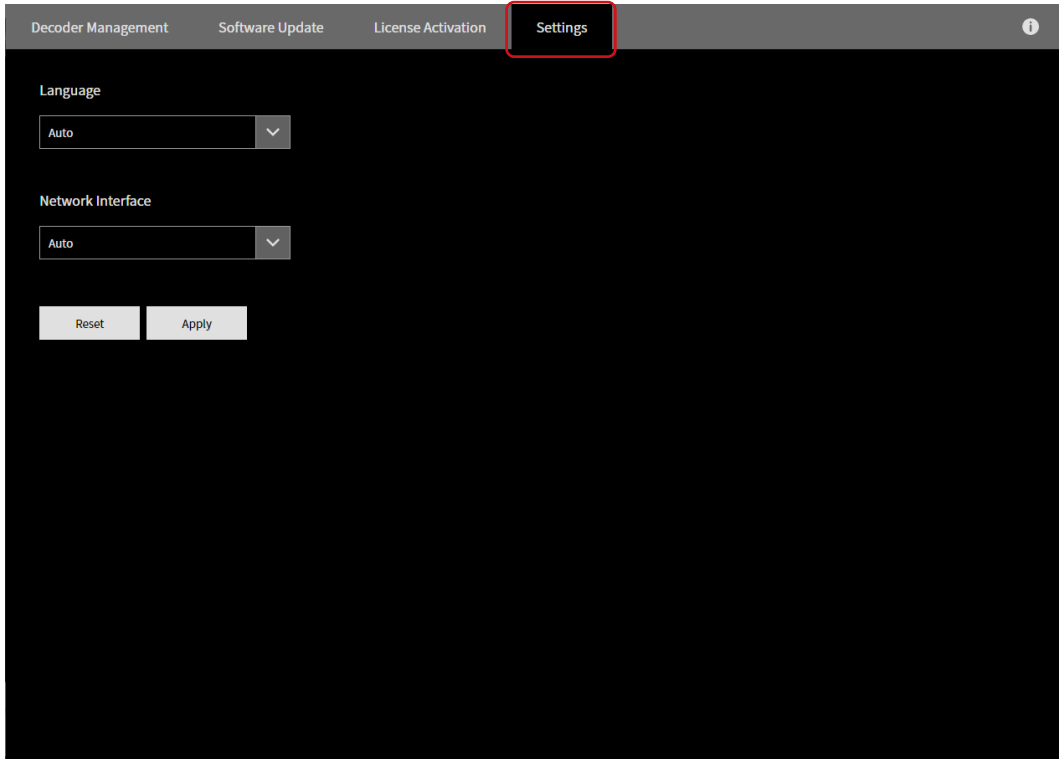 Decoder Management Software Update License Activation Settings
Language
Auto
Network Interface
Auto
Reset Apply